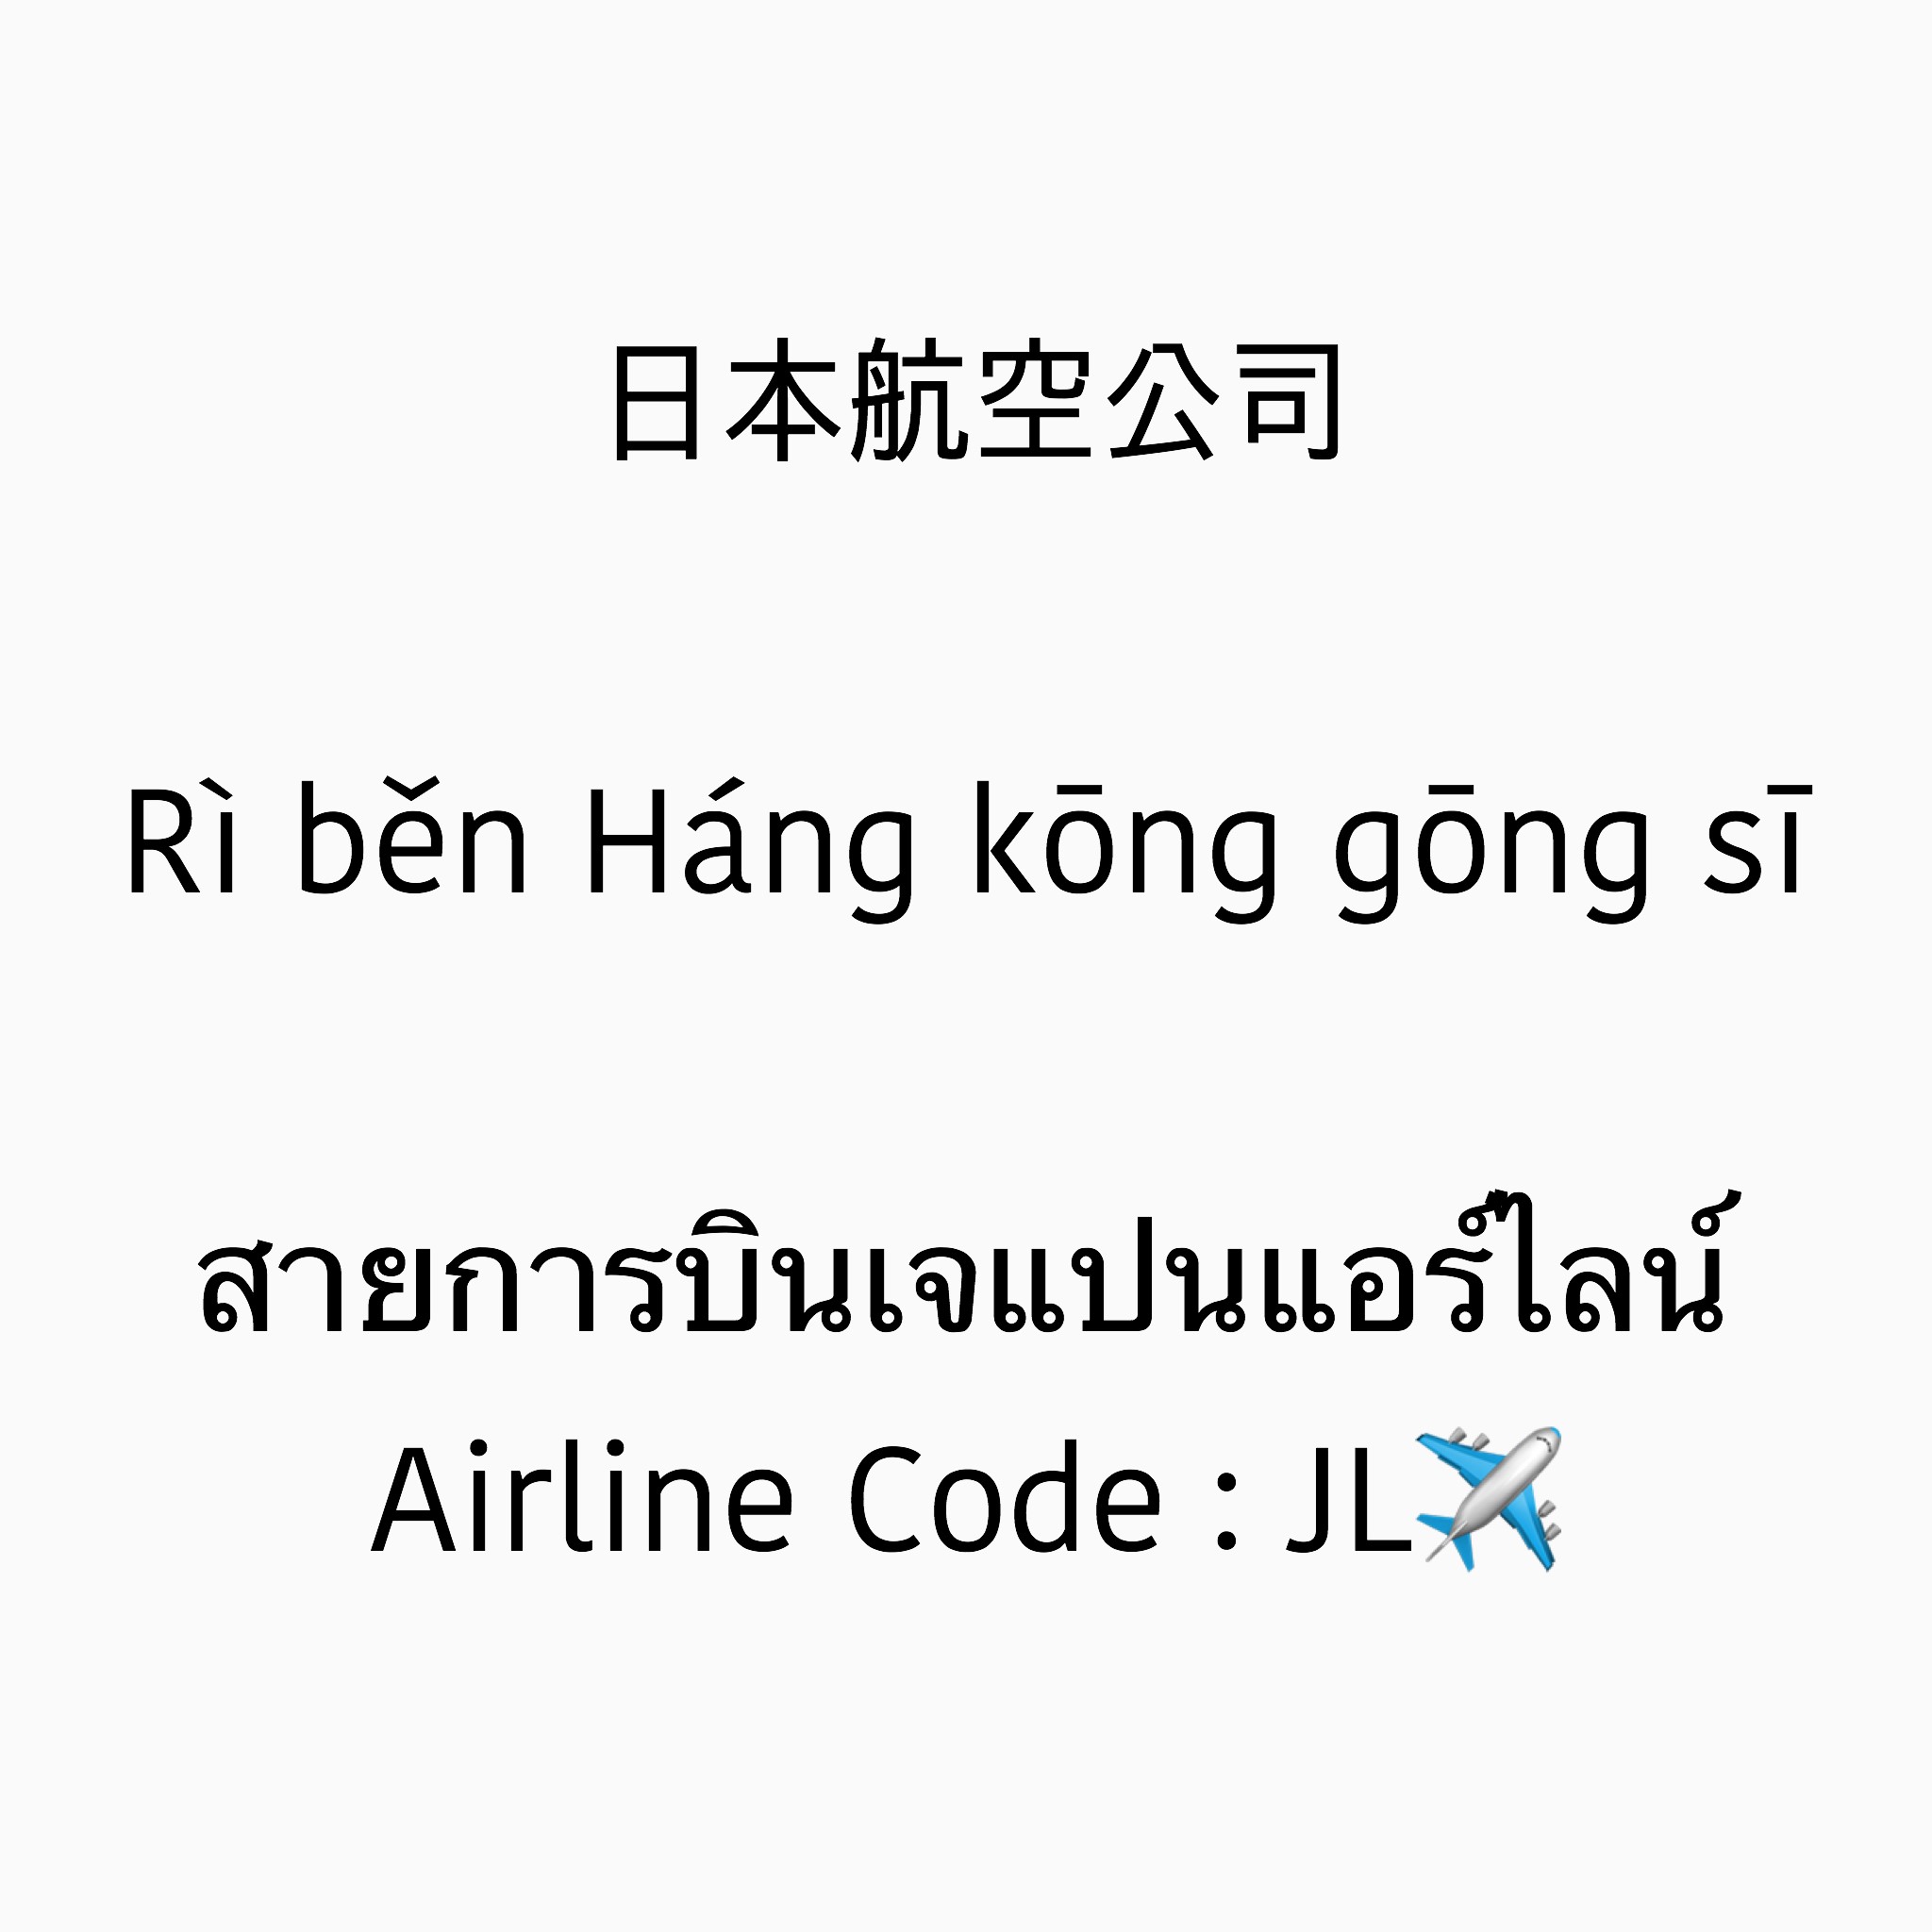 日本航空公司
Rì běn Háng kōng gōng sī
สายการบินเจแปนแอร์ไลน์
Airline Code : JL✈️